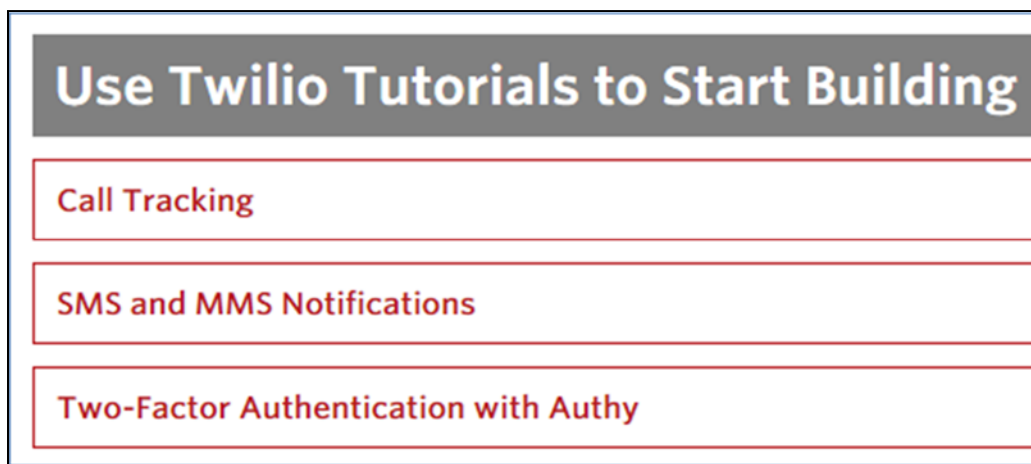 Use Twilio Tutorials to Start Building
Call Tracking
SMS and MMS Notifications
Two-Factor Authentication with Authy